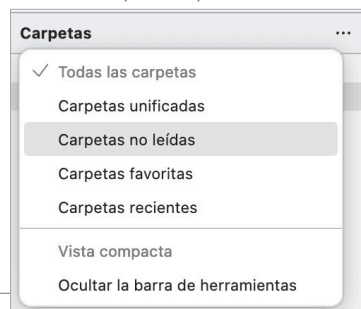 Carpetas ...
Todas las carpetas
Carpetas unificadas
Carpetas no leídas
Carpetas favoritas
Carpetas recientes
Vista compacta
Ocultar la barra de herramientas